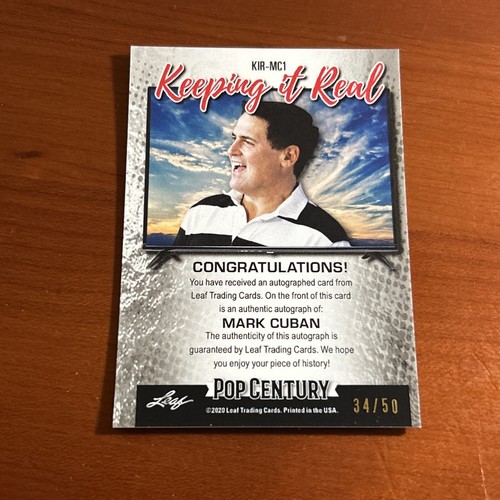 KIR-MC1
Keeping it Real
CONGRATULATIONS!
You have received an autographed card from
Leaf Trading Cards. On the front of this card
is an authentic autograph of:
MARK CUBAN
The authenticity of this autograph is
guaranteed by Leaf Trading Cards. We hope
you enjoy your piece of history!
Leaf
POP CENTURY
©2020 Leaf Trading Cards. Printed in the USA.
34/50